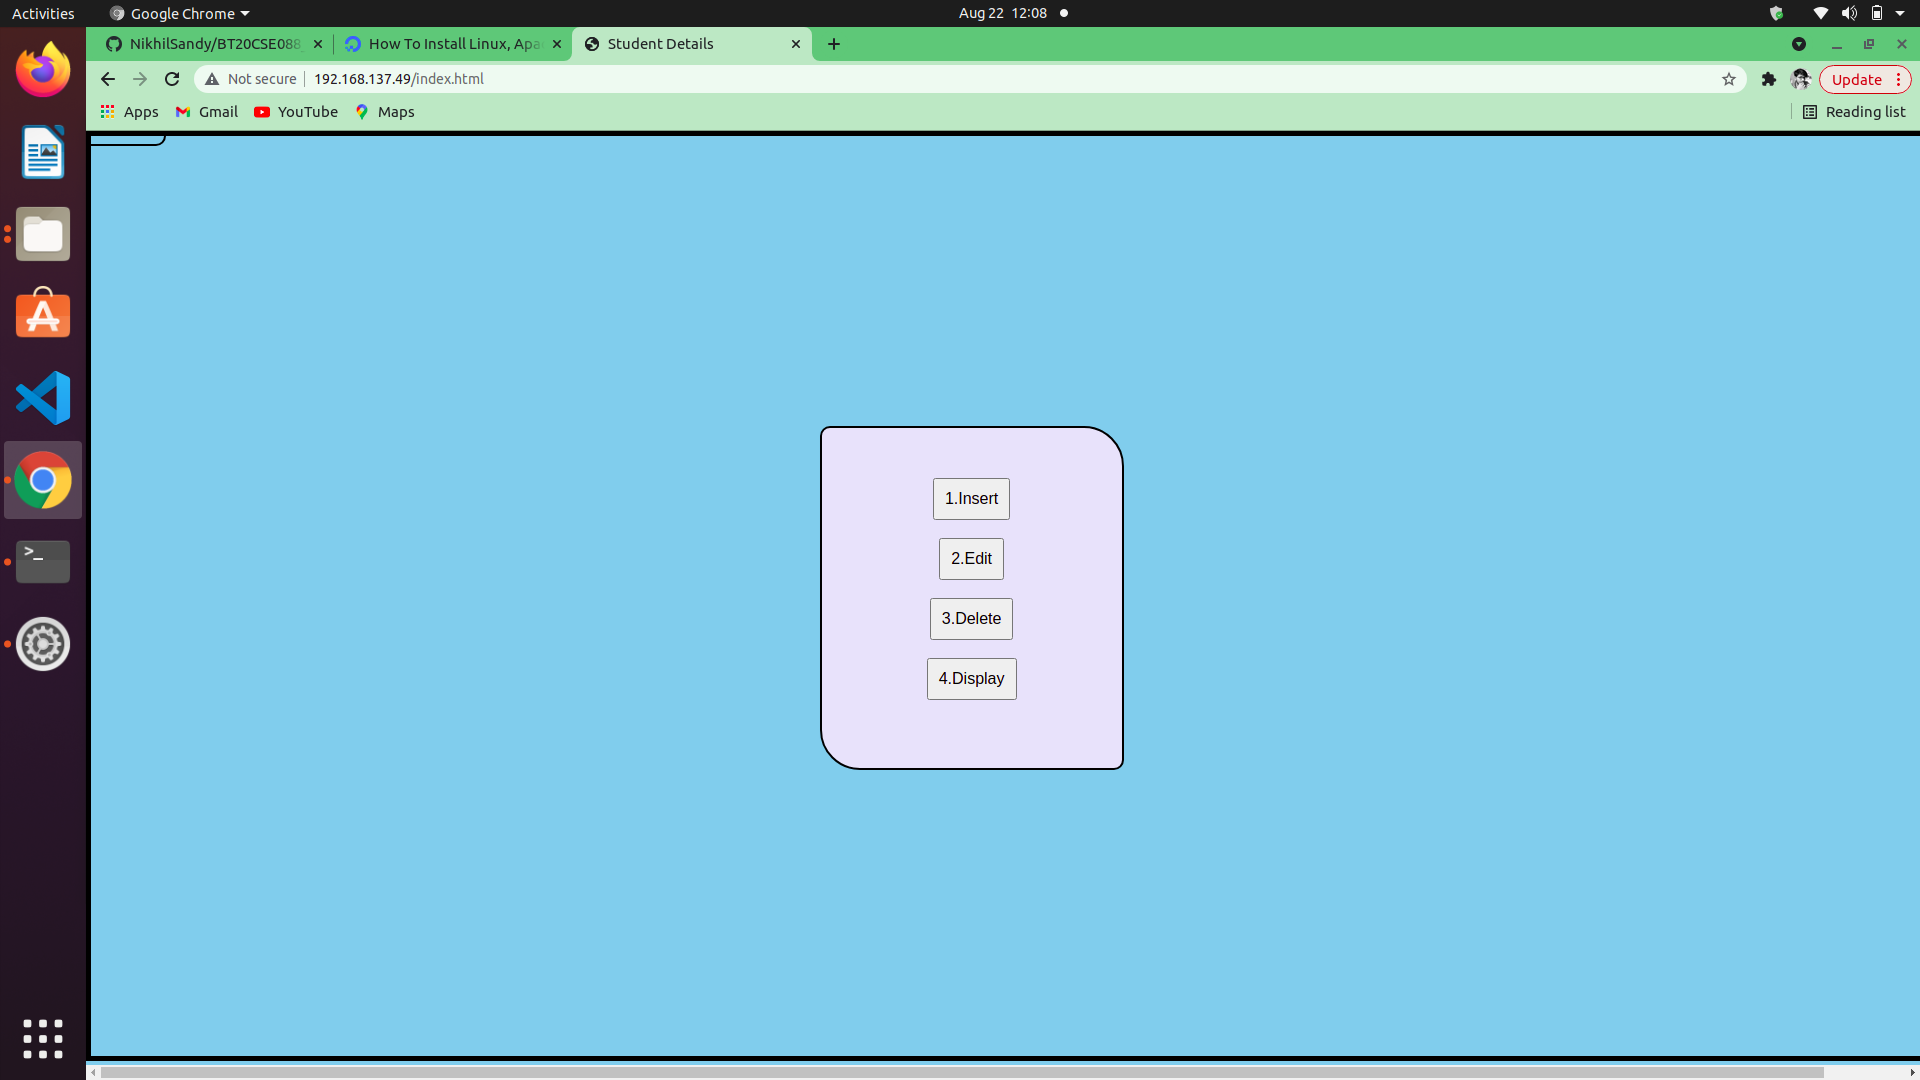 Activities Google Chrome Aug 22 12:08
NikhilSandy/BT20CSE088 How To Install Linux, Apa Student Details
Not secure 192.168.137.49/index.html Update
Apps Gmail YouTube Maps Reading list
1.Insert
2.Edit
3.Delete
4.Display